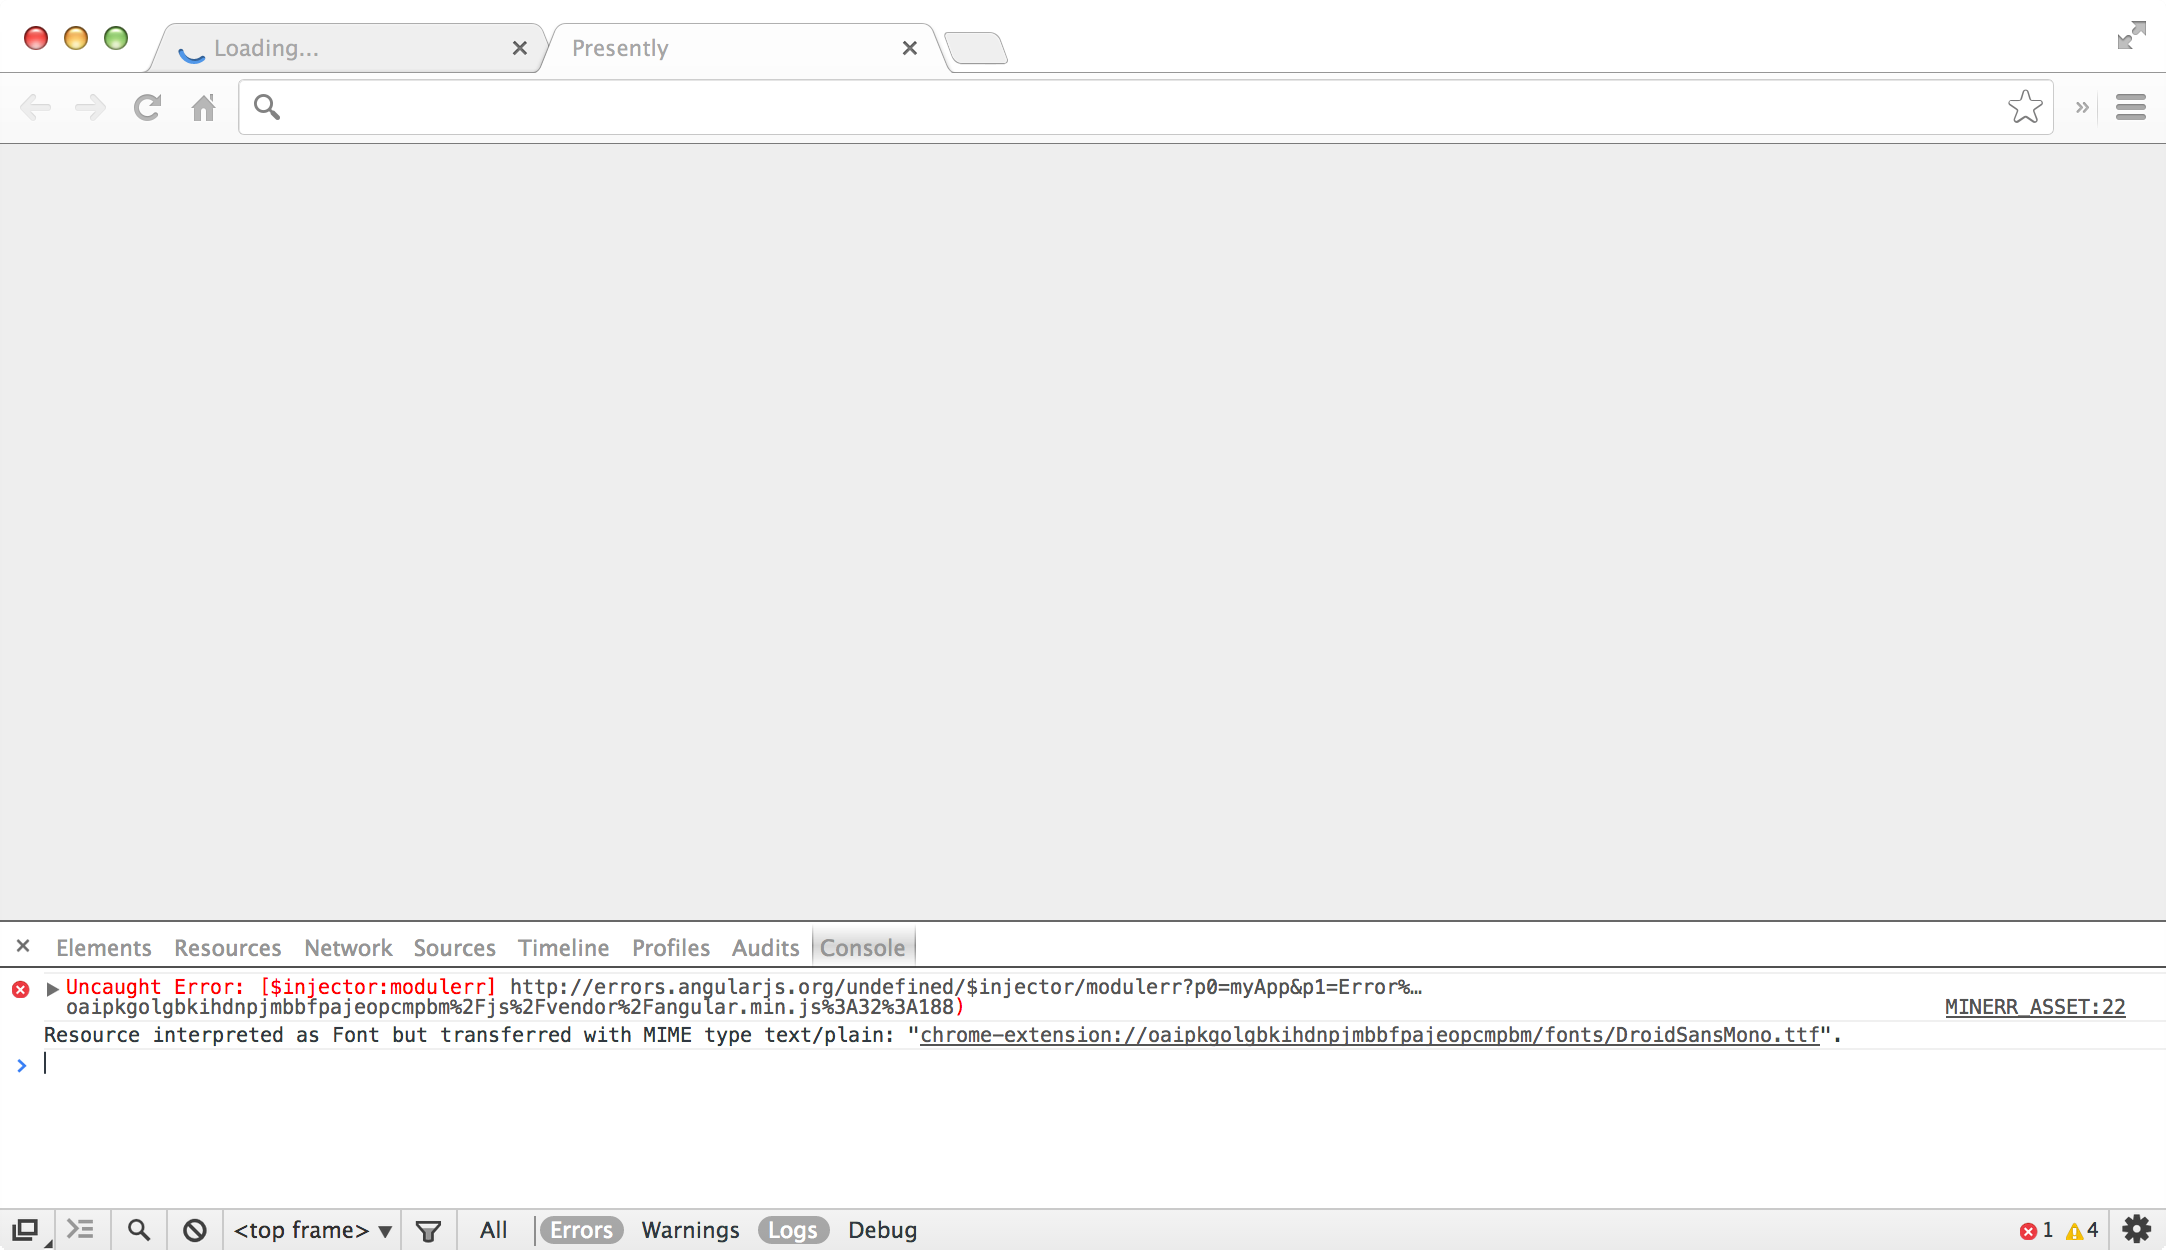 Loading...
Presently
Elements Resources Network Sources Timeline Profiles Audits Console
Uncaught Error: [$injector:modulerr] http://errors.angularjs.org/undefined/$injector/modulerr?p0=myApp&p1=Error%…
oaipkgolgbkihdnpjmbbfpajeopcmpbm%2Fjs%2Fvendor%2Fangular.min.js%3A32%3A188) MINERR_ASSET:22
Resource interpreted as Font but transferred with MIME type text/plain: "chrome-extension://oaipkgolgbkihdnpjmbbfpajeopcmpbm/fonts/DroidSansMono.ttf".
<top frame> All Errors Warnings Logs Debug 1 4